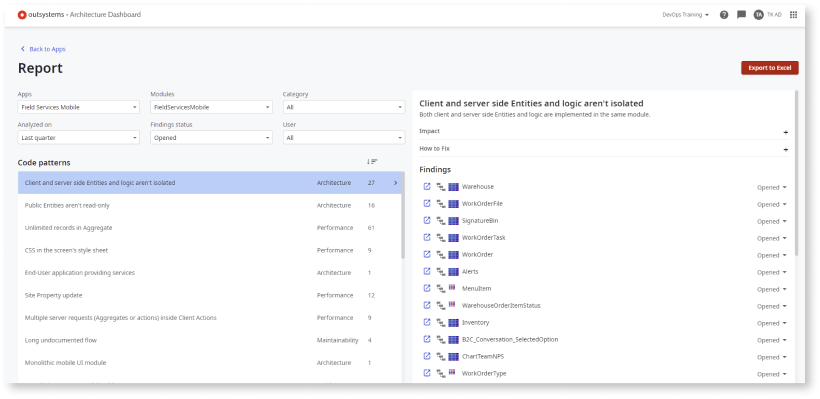 outsystems • Architecture Dashboard
DevOps Training
TA
TK AD
Back to Apps
Report
Export to Excel
Apps
Modules
Category
Field Services Mobile
FieldServicesMobile
All
Analyzed on
Findings status
User
Last quarter
Opened
All
Code patterns
Client and server side Entities and logic aren't isolated Architecture 27
Public Entities aren't read-only Architecture 16
Unlimited records in Aggregate Performance 61
CSS in the screen's style sheet Performance 9
End-User application providing services Architecture 1
Site Property update Performance 12
Multiple server requests (Aggregates or actions) inside Client Actions Performance 9
Long undocumented flow Maintainability 4
Monolithic mobile UI module Architecture 1
Client and server side Entities and logic aren't isolated
Both client and server side Entities and logic are implemented in the same module.
Impact +
How to Fix +
Findings
Warehouse Opened
WorkOrderFile Opened
SignatureBin Opened
WorkOrderTask Opened
WorkOrder Opened
Alerts Opened
MenuItem Opened
WarehouseOrderItemStatus Opened
Inventory Opened
B2C_Conversation_SelectedOption Opened
ChartTeamNPS Opened
WorkOrderType Opened